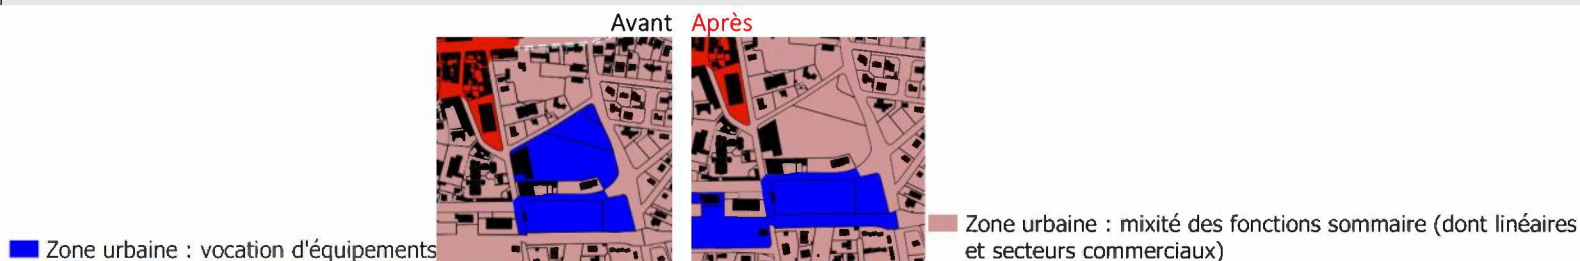 Avant Après
Zone urbaine : vocation d'équipements
Zone urbaine : mixité des fonctions sommaire (dont linéaires
et secteurs commerciaux)